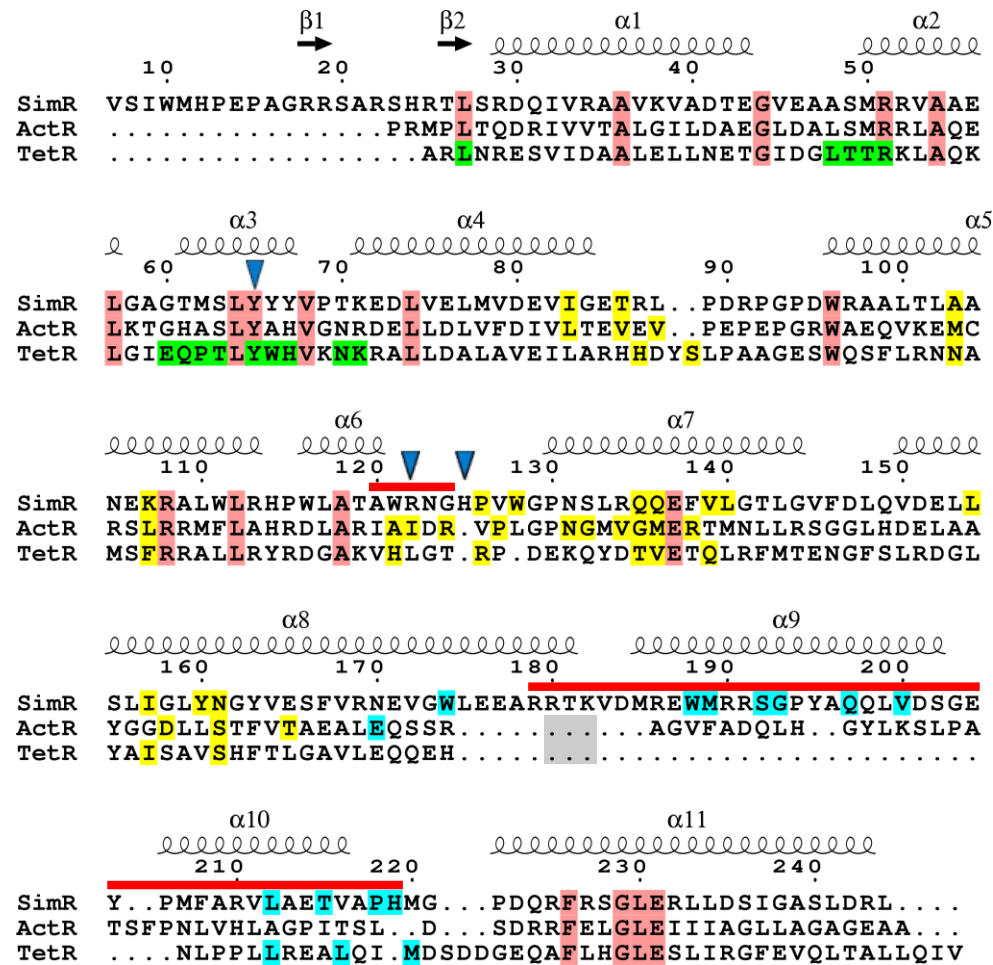 β1 β2 α1 α2
10 20 30 40 50
SimR VSIWMHPEPAGRRSARSHRTLSRDQIVRAAVKVADTEGVEAASMRRVAAE
ActR ................PRMPLTQDRIVVTALGILDAEGLDALSMRRLAQE
TetR ..................ARLNRESVIDAALELLNETGIDGLTTRKLAQK
α3 α4 α5
60 70 80 90 100
SimR LGAGTMSLYYYVPTKEDLVELMVDEVIGETRL..PDRPGPDWRAALTLAA
ActR LKTGHASLYAHVGNRDELLDLVFDIVLTEVEV..PEPEPGRWAEQVKEMC
TetR LGIEQPTLYWHVKNKRALLDALAVEILARHHDYSLPAAGESWQSFLRNNA
α6 α7
110 120 130 140 150
SimR NEKRALWLRHPWLATAWRNGHPVWGPNSLRQQEFVLGTLGVFDLQVDELL
ActR RSLRRMFLAHRDLARIAIDR.VPLGPNGMVGMERTMNLLRSGGLHDELAA
TetR MSFRRALLRYRDGAKVHLGT.RP.DEKQYDTVETQLRFMTENGFSLRDGL
α8 α9
160 170 180 190 200
SimR SLIGLYNGYVESFVRNEVGWLEEARRTKVDMREWMRRSGPYAQQLVDSGE
ActR YGGDLLSTFVTAEALEQSSR...........AGVFADQLH..GYLKSLPA
TetR YAISAVSHFTLGAVLEQQEH..............................
α10 α11
210 220 230 240
SimR Y..PMFARVLAETVAPHMG...PDQRFRSGLERLLDSIGASLDRL....
ActR TSFPNLVHLAGPITSL..D...SDRRFELGLEIIIAGLLAGAGEAA...
TetR ....NLPPLLREALQI.MDSDDGEQAFLHGLESLIRGFEVQLTALLQIV